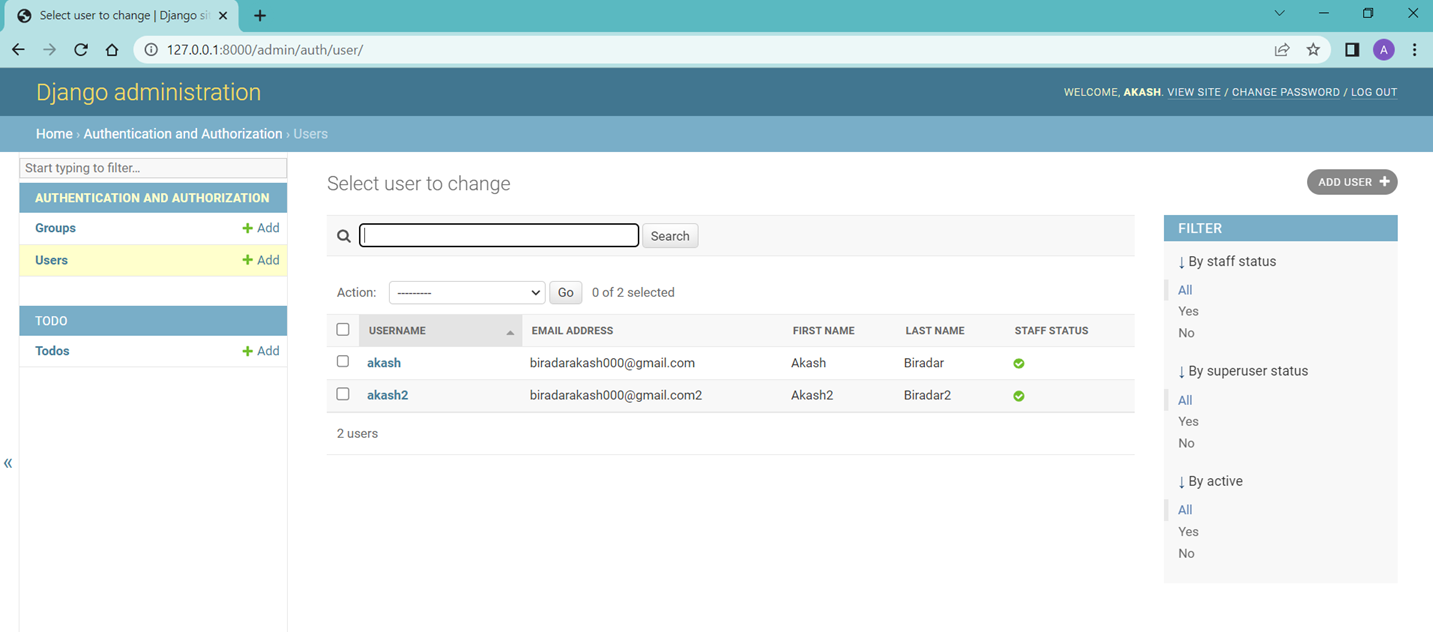 Select user to change | Django si
127.0.0.1:8000/admin/auth/user/
A
Django administration
WELCOME, AKASH. VIEW SITE / CHANGE PASSWORD / LOG OUT
Home › Authentication and Authorization › Users
Start typing to filter...
AUTHENTICATION AND AUTHORIZATION
Groups + Add
Users + Add
TODO
Todos + Add
«
Select user to change
ADD USER +
Search
Action: --------- Go 0 of 2 selected
USERNAME EMAIL ADDRESS FIRST NAME LAST NAME STAFF STATUS
akash biradarakash000@gmail.com Akash Biradar
akash2 biradarakash000@gmail.com2 Akash2 Biradar2
2 users
FILTER
↓ By staff status
All
Yes
No
↓ By superuser status
All
Yes
No
↓ By active
All
Yes
No